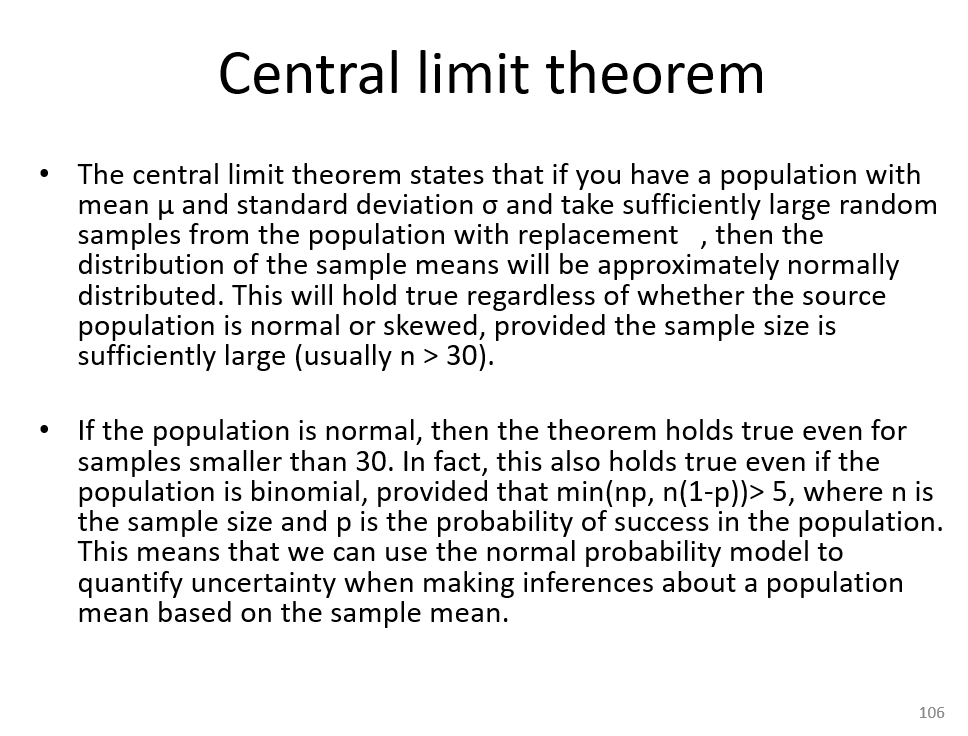 Central limit theorem
• The central limit theorem states that if you have a population with
mean μ and standard deviation σ and take sufficiently large random
samples from the population with replacement   , then the
distribution of the sample means will be approximately normally
distributed. This will hold true regardless of whether the source
population is normal or skewed, provided the sample size is
sufficiently large (usually n > 30).
• If the population is normal, then the theorem holds true even for
samples smaller than 30. In fact, this also holds true even if the
population is binomial, provided that min(np, n(1-p))> 5, where n is
the sample size and p is the probability of success in the population.
This means that we can use the normal probability model to
quantify uncertainty when making inferences about a population
mean based on the sample mean.
106